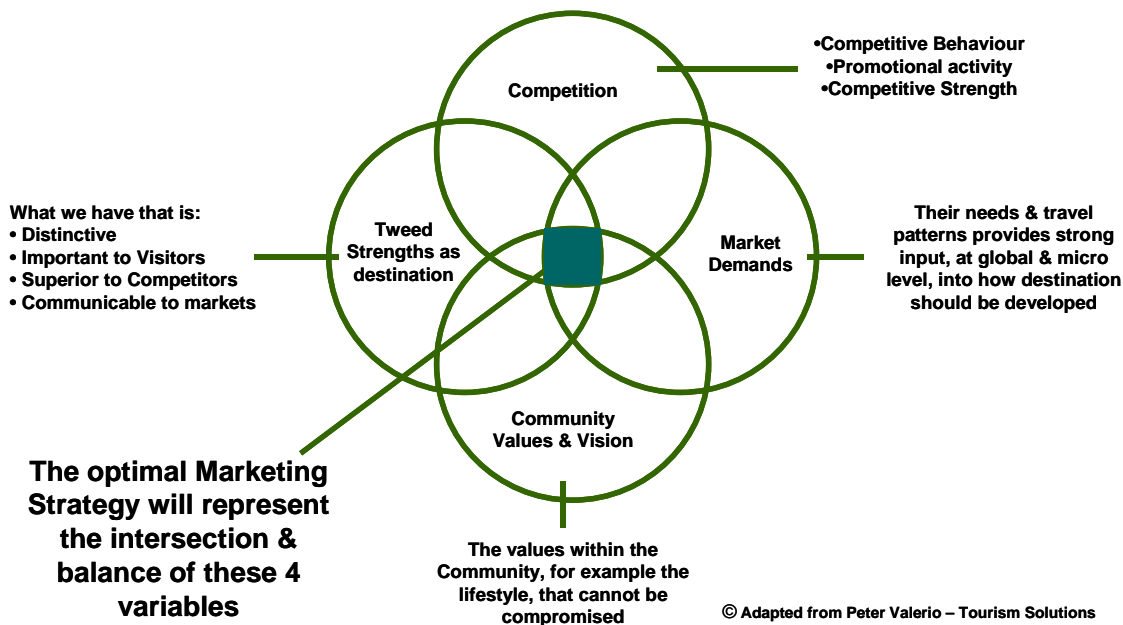 Competition
•Competitive Behaviour
•Promotional activity
•Competitive Strength
What we have that is:
• Distinctive
• Important to Visitors
• Superior to Competitors
• Communicable to markets
Tweed
Strengths as
destination
Market
Demands
Their needs & travel
patterns provides strong
input, at global & micro
level, into how destination
should be developed
Community
Values & Vision
The optimal Marketing
Strategy will represent
the intersection &
balance of these 4
variables
The values within the
Community, for example the
lifestyle, that cannot be
compromised
© Adapted from Peter Valerio – Tourism Solutions